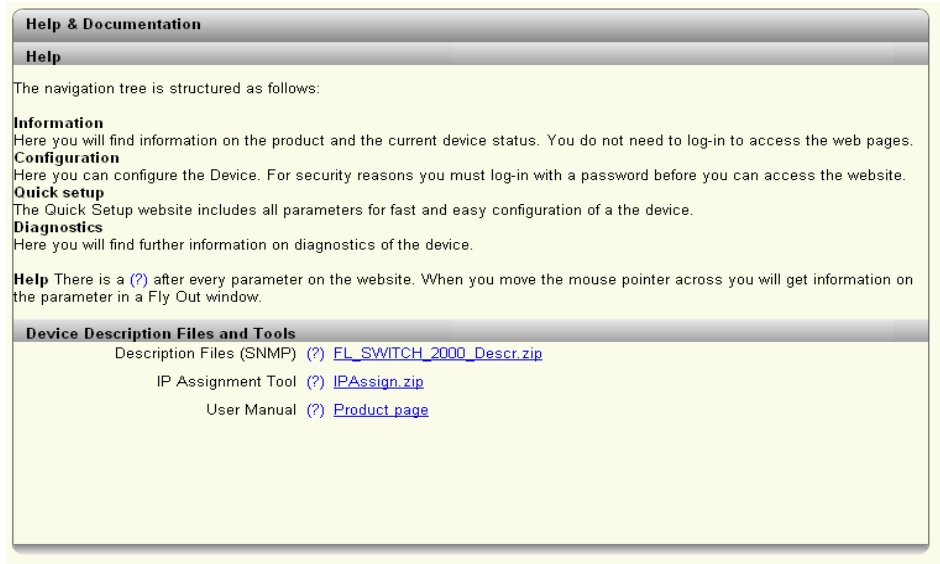 Help & Documentation
Help
The navigation tree is structured as follows:
Information
Here you will find information on the product and the current device status. You do not need to log-in to access the web pages.
Configuration
Here you can configure the Device. For security reasons you must log-in with a password before you can access the website.
Quick setup
The Quick Setup website includes all parameters for fast and easy configuration of a the device.
Diagnostics
Here you will find further information on diagnostics of the device.
Help There is a (?) after every parameter on the website. When you move the mouse pointer across you will get information on
the parameter in a Fly Out window.
Device Description Files and Tools
Description Files (SNMP) (?) FL_SWITCH_2000_Descr.zip
IP Assignment Tool (?) IPAssign.zip
User Manual (?) Product page